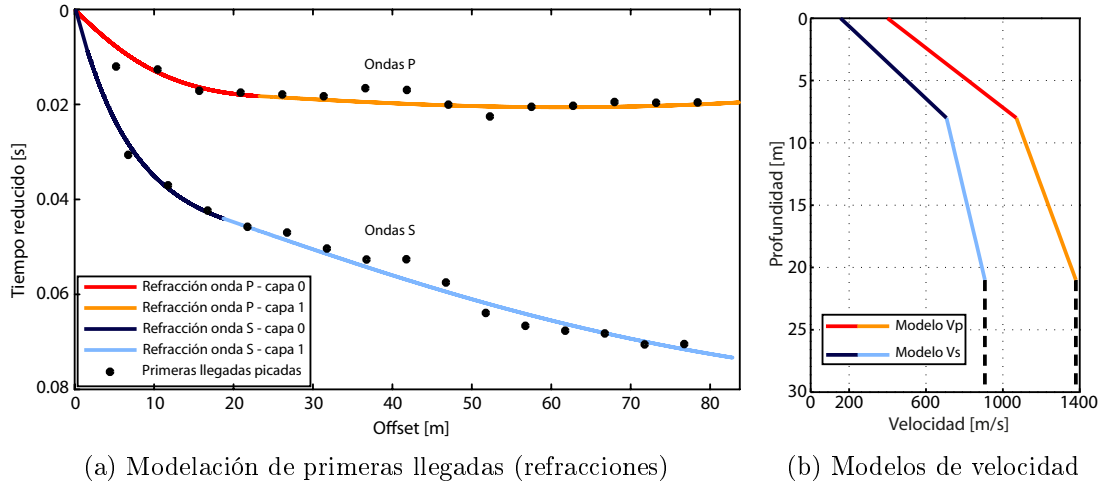 0
0.02
0.04
0.06
0.08
Tiempo reducido [s]
Ondas P
Ondas S
Refracción onda P - capa 0
Refracción onda P - capa 1
Refracción onda S - capa 0
Refracción onda S - capa 1
Primeras llegadas picadas
0 10 20 30 40 50 60 70 80
Offset [m]
(a) Modelación de primeras llegadas (refracciones)
0
5
10
15
20
25
30
Profundidad [m]
Modelo Vp
Modelo Vs
0 200 600 1000 1400
Velocidad [m/s]
(b) Modelos de velocidad